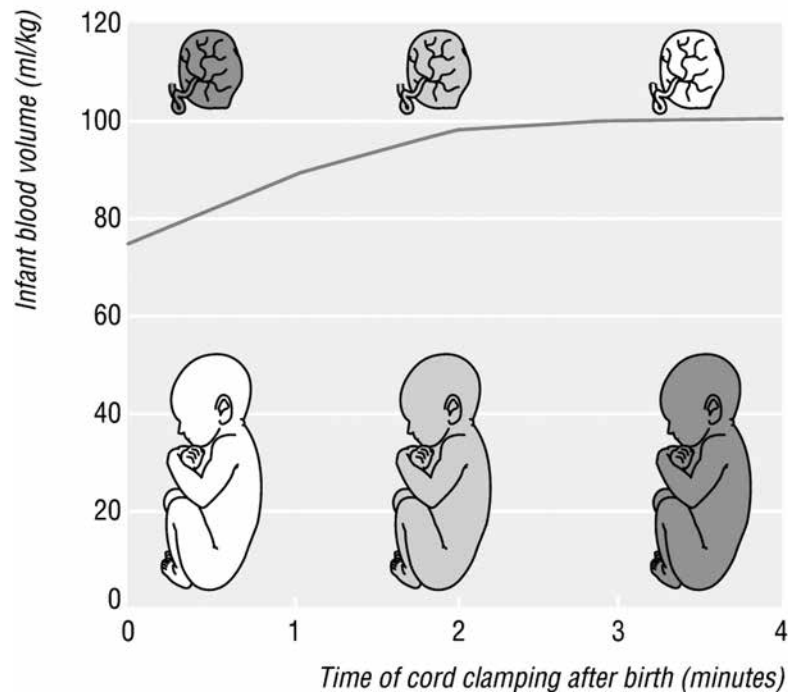 Infant blood volume (ml/kg)
120
100
80
60
40
20
0
0 1 2 3 4
Time of cord clamping after birth (minutes)